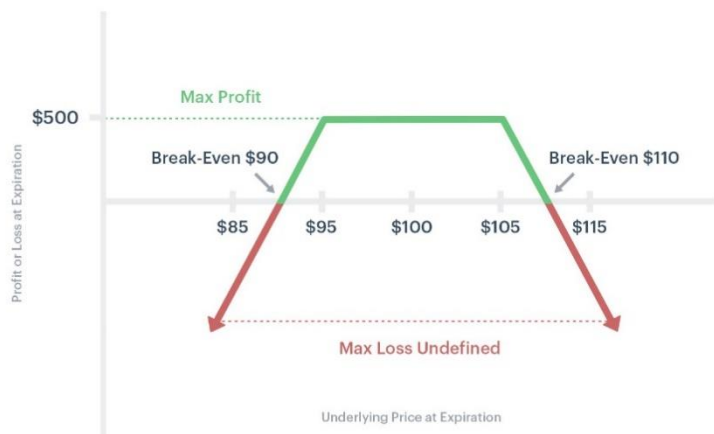 Max Profit
$500
Break-Even $90
Break-Even $110
$85
$95
$100
$105
$115
Profit or Loss at Expiration
Max Loss Undefined
Underlying Price at Expiration